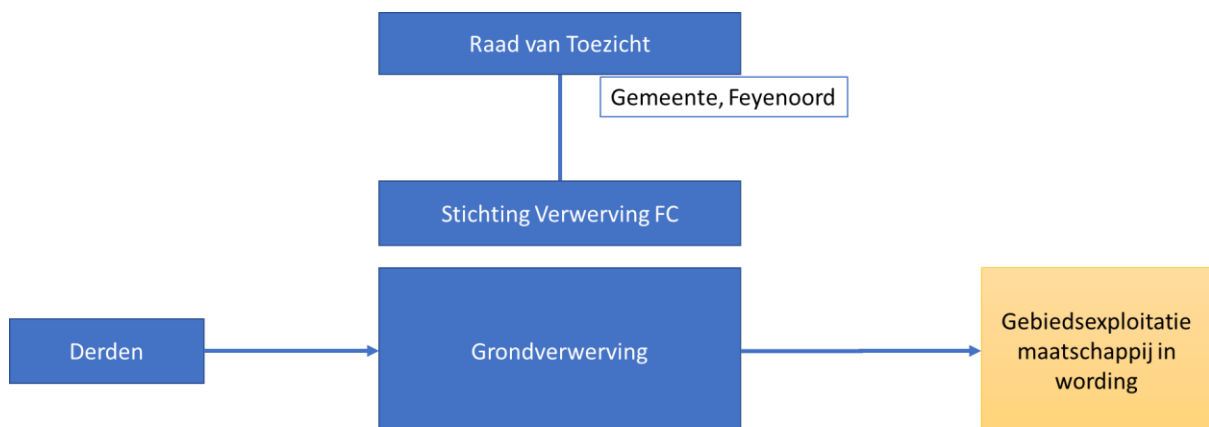 Raad van Toezicht
Gemeente, Feyenoord
Stichting Verwerving FC
Derden
Grondverwerving
Gebiedsexploitatie
maatschappij in
wording